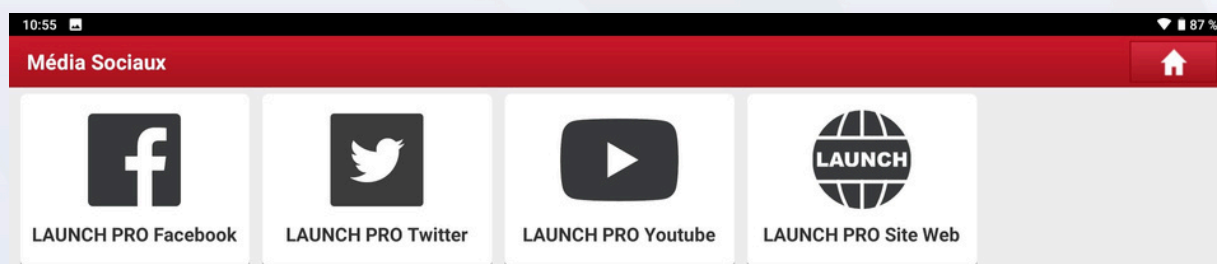 10:55 87 %
Média Sociaux
LAUNCH
LAUNCH PRO Facebook LAUNCH PRO Twitter LAUNCH PRO Youtube LAUNCH PRO Site Web